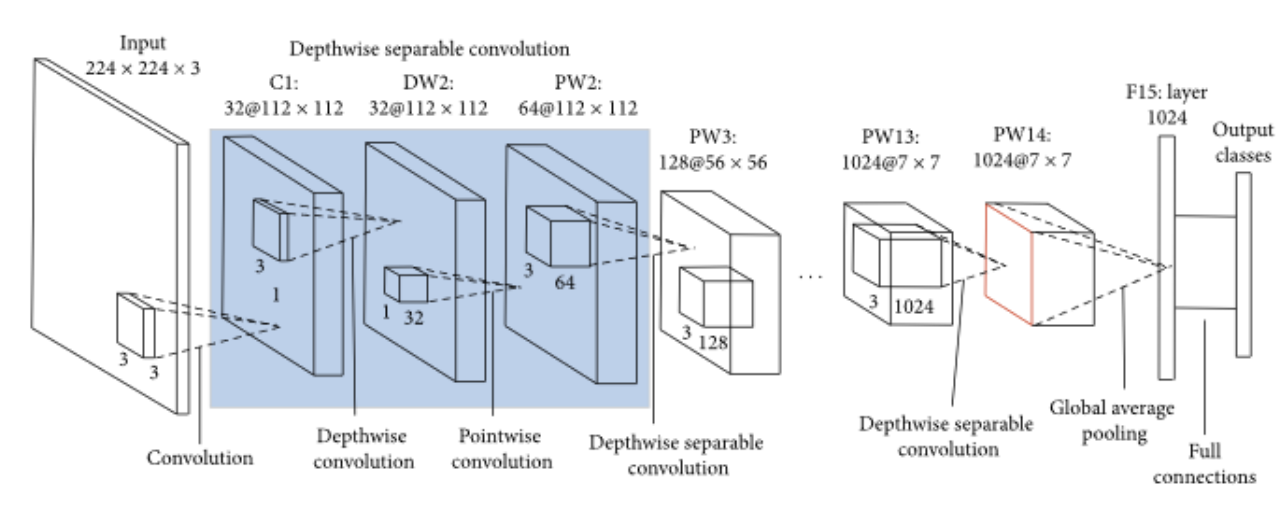 Input
224 × 224 × 3
Depthwise separable convolution
C1:
32@112 × 112
DW2:
32@112 × 112
PW2:
64@112 × 112
PW3:
128@56 × 56
PW13:
1024@7 × 7
PW14:
1024@7 × 7
F15: layer
1024
Output
classes
3
3
3
1
1
32
3
64
3
128
...
3
1024
Convolution
Depthwise
convolution
Pointwise
convolution
Depthwise separable
convolution
Depthwise separable
convolution
Global average
pooling
Full
connections